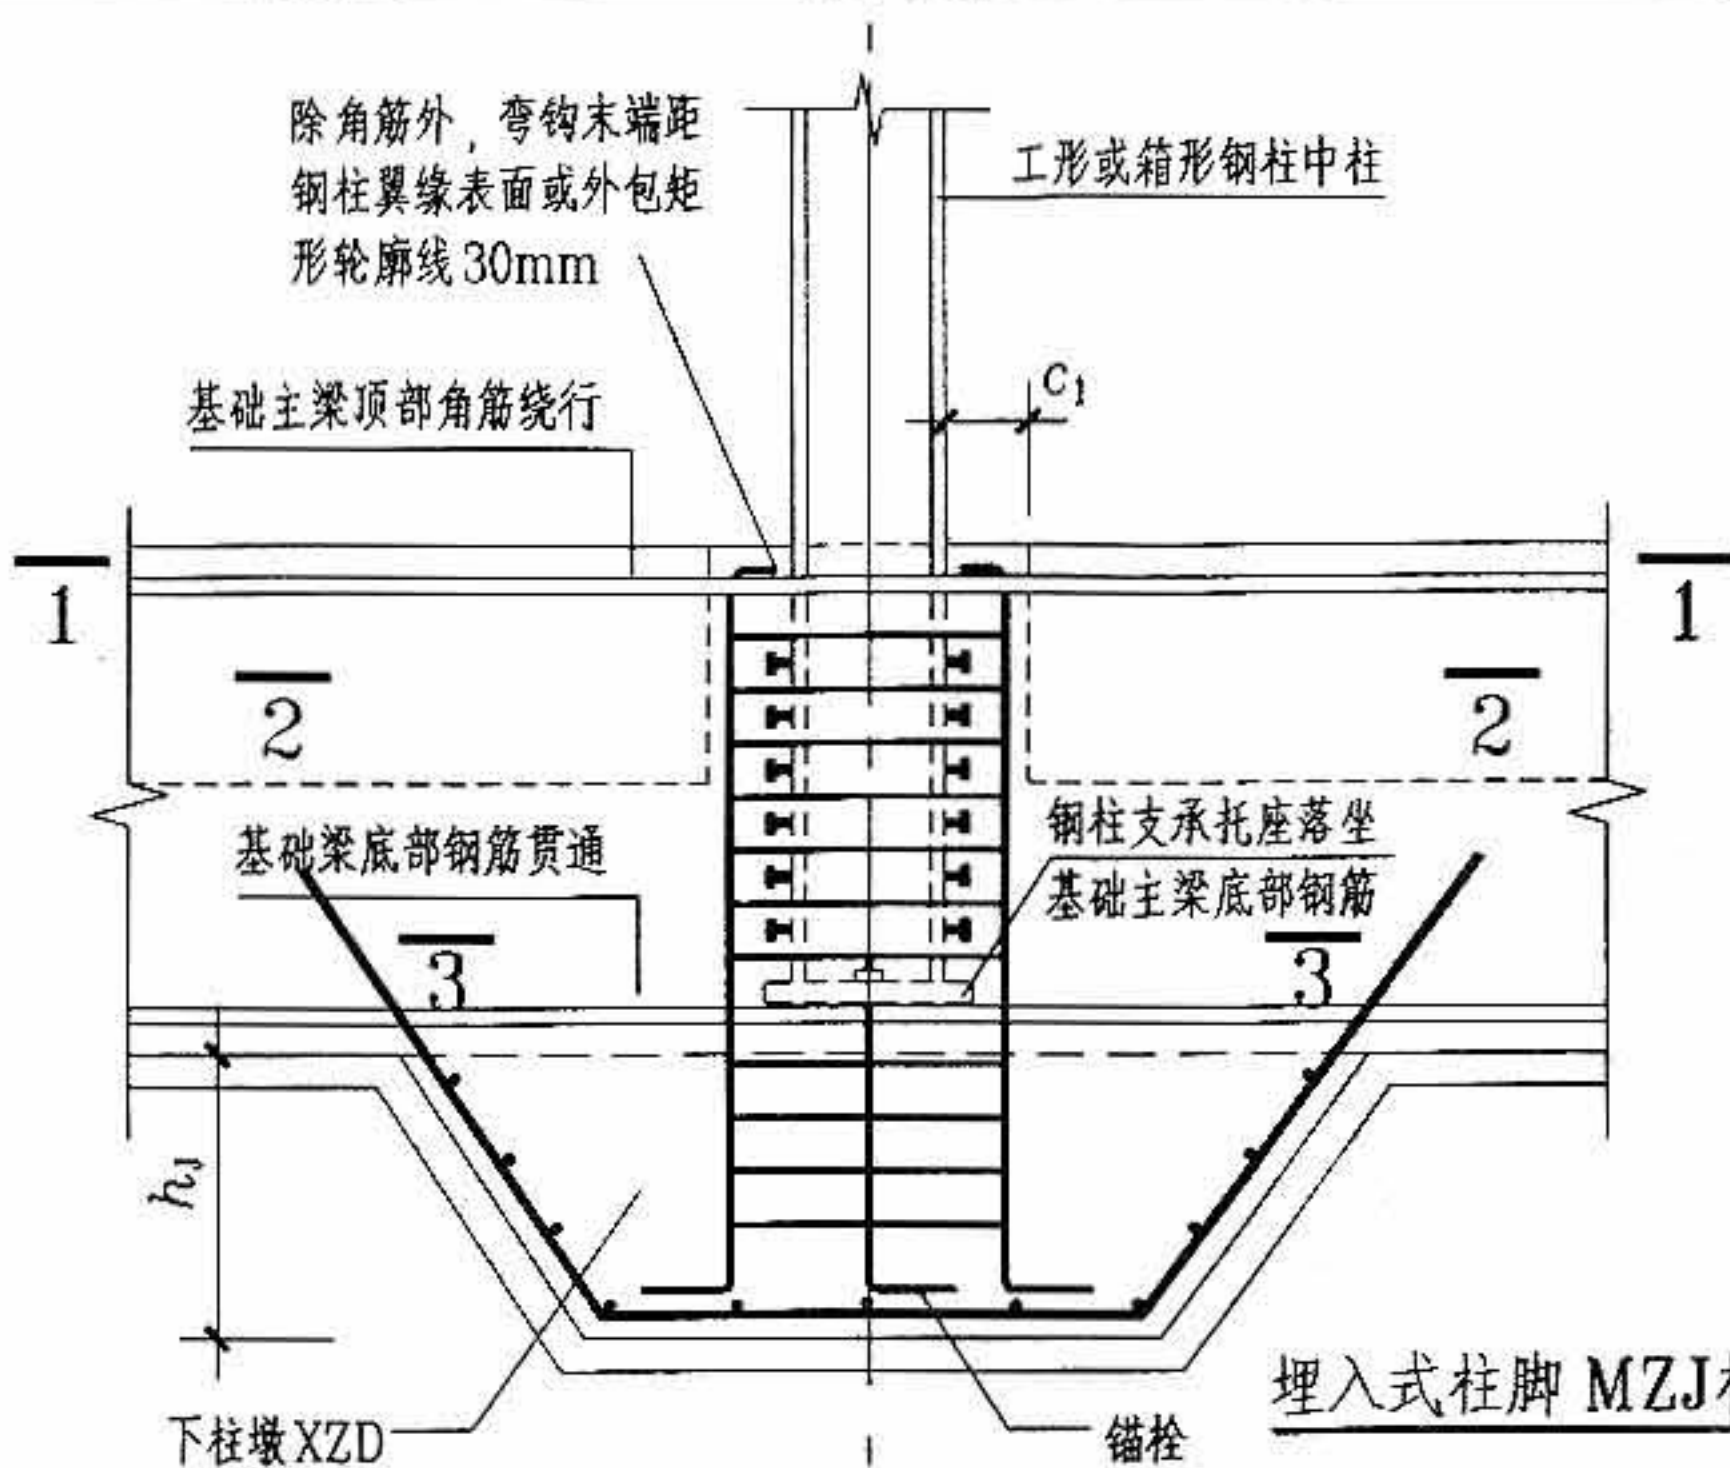 除角筋外，弯钩末端距
钢柱翼缘表面或外包矩
形轮廓线30mm
工形或箱形钢柱中柱
基础主梁顶部角筋绕行
c1
1
1
2
2
基础梁底部钢筋贯通
钢柱支承托座落坐
基础主梁底部钢筋
3
3
hJ
下柱墩XZD
锚栓
埋入式柱脚 MZJ